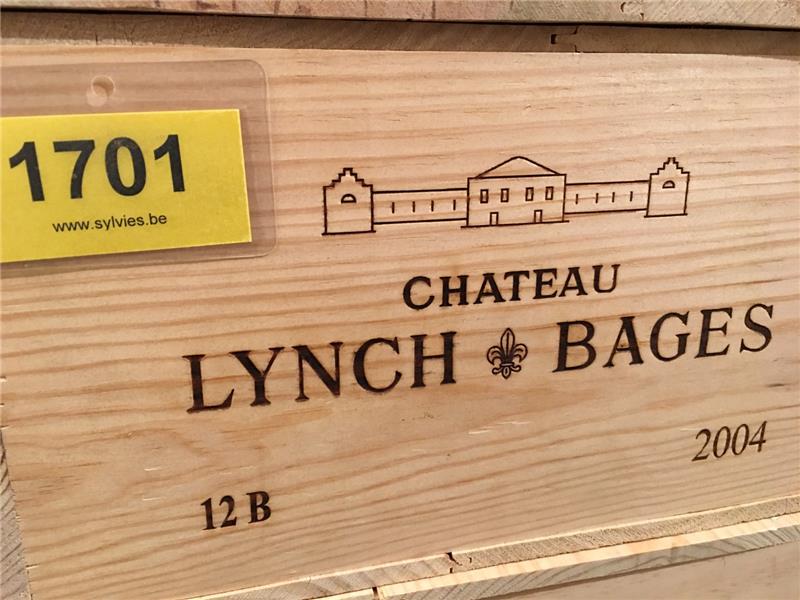 1701
www.sylvies.be
CHATEAU
LYNCH BAGES
2004
12 B